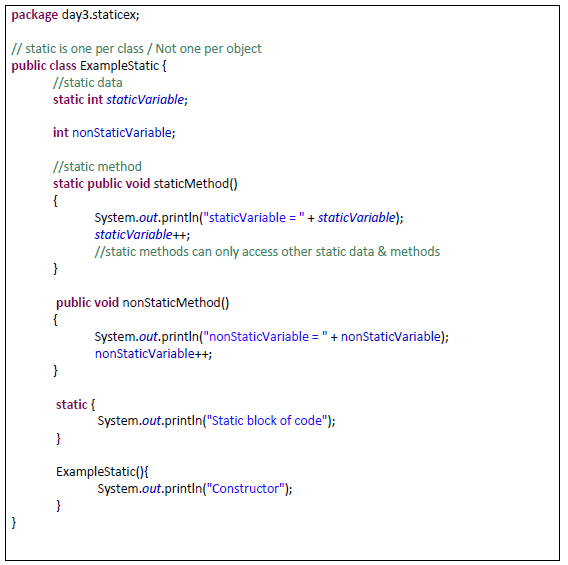 package day3.staticex;
// static is one per class / Not one per object
public class ExampleStatic {
//static data
static int staticVariable;
int nonStaticVariable;
//static method
static public void staticMethod()
{
System.out.println("staticVariable = " + staticVariable);
staticVariable++;
//static methods can only access other static data & methods
}
public void nonStaticMethod()
{
System.out.println("nonStaticVariable = " + nonStaticVariable);
nonStaticVariable++;
}
static {
System.out.println("Static block of code");
}
ExampleStatic(){
System.out.println("Constructor");
}
}